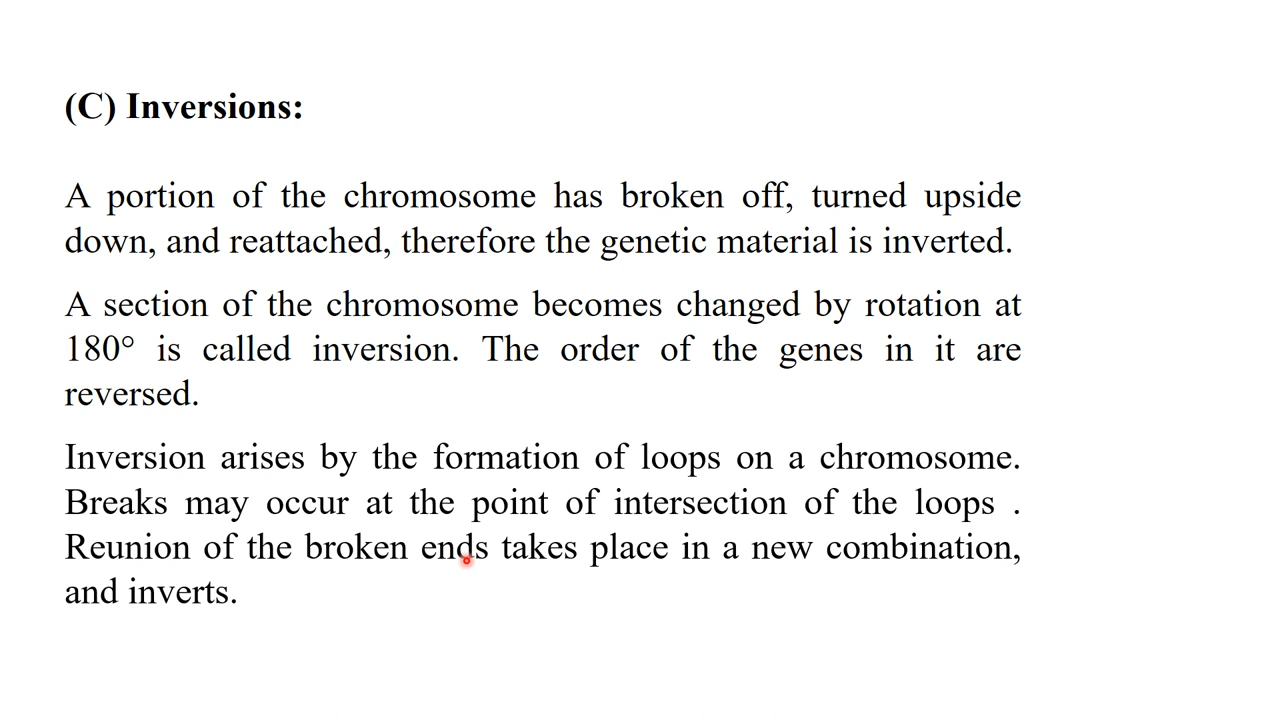 (C) Inversions:
A portion of the chromosome has broken off, turned upside
down, and reattached, therefore the genetic material is inverted.
A section of the chromosome becomes changed by rotation at
180° is called inversion. The order of the genes in it are
reversed.
Inversion arises by the formation of loops on a chromosome.
Breaks may occur at the point of intersection of the loops .
Reunion of the broken ends takes place in a new combination,
and inverts.